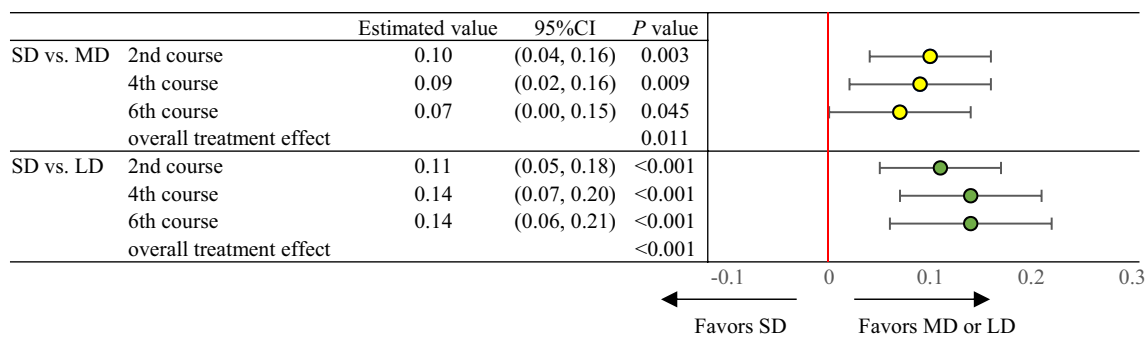 Estimated value 95%CI P value
SD vs. MD 2nd course 0.10 (0.04, 0.16) 0.003
4th course 0.09 (0.02, 0.16) 0.009
6th course 0.07 (0.00, 0.15) 0.045
overall treatment effect 0.011
SD vs. LD 2nd course 0.11 (0.05, 0.18) <0.001
4th course 0.14 (0.07, 0.20) <0.001
6th course 0.14 (0.06, 0.21) <0.001
overall treatment effect <0.001
-0.1 0 0.1 0.2 0.3
Favors SD Favors MD or LD